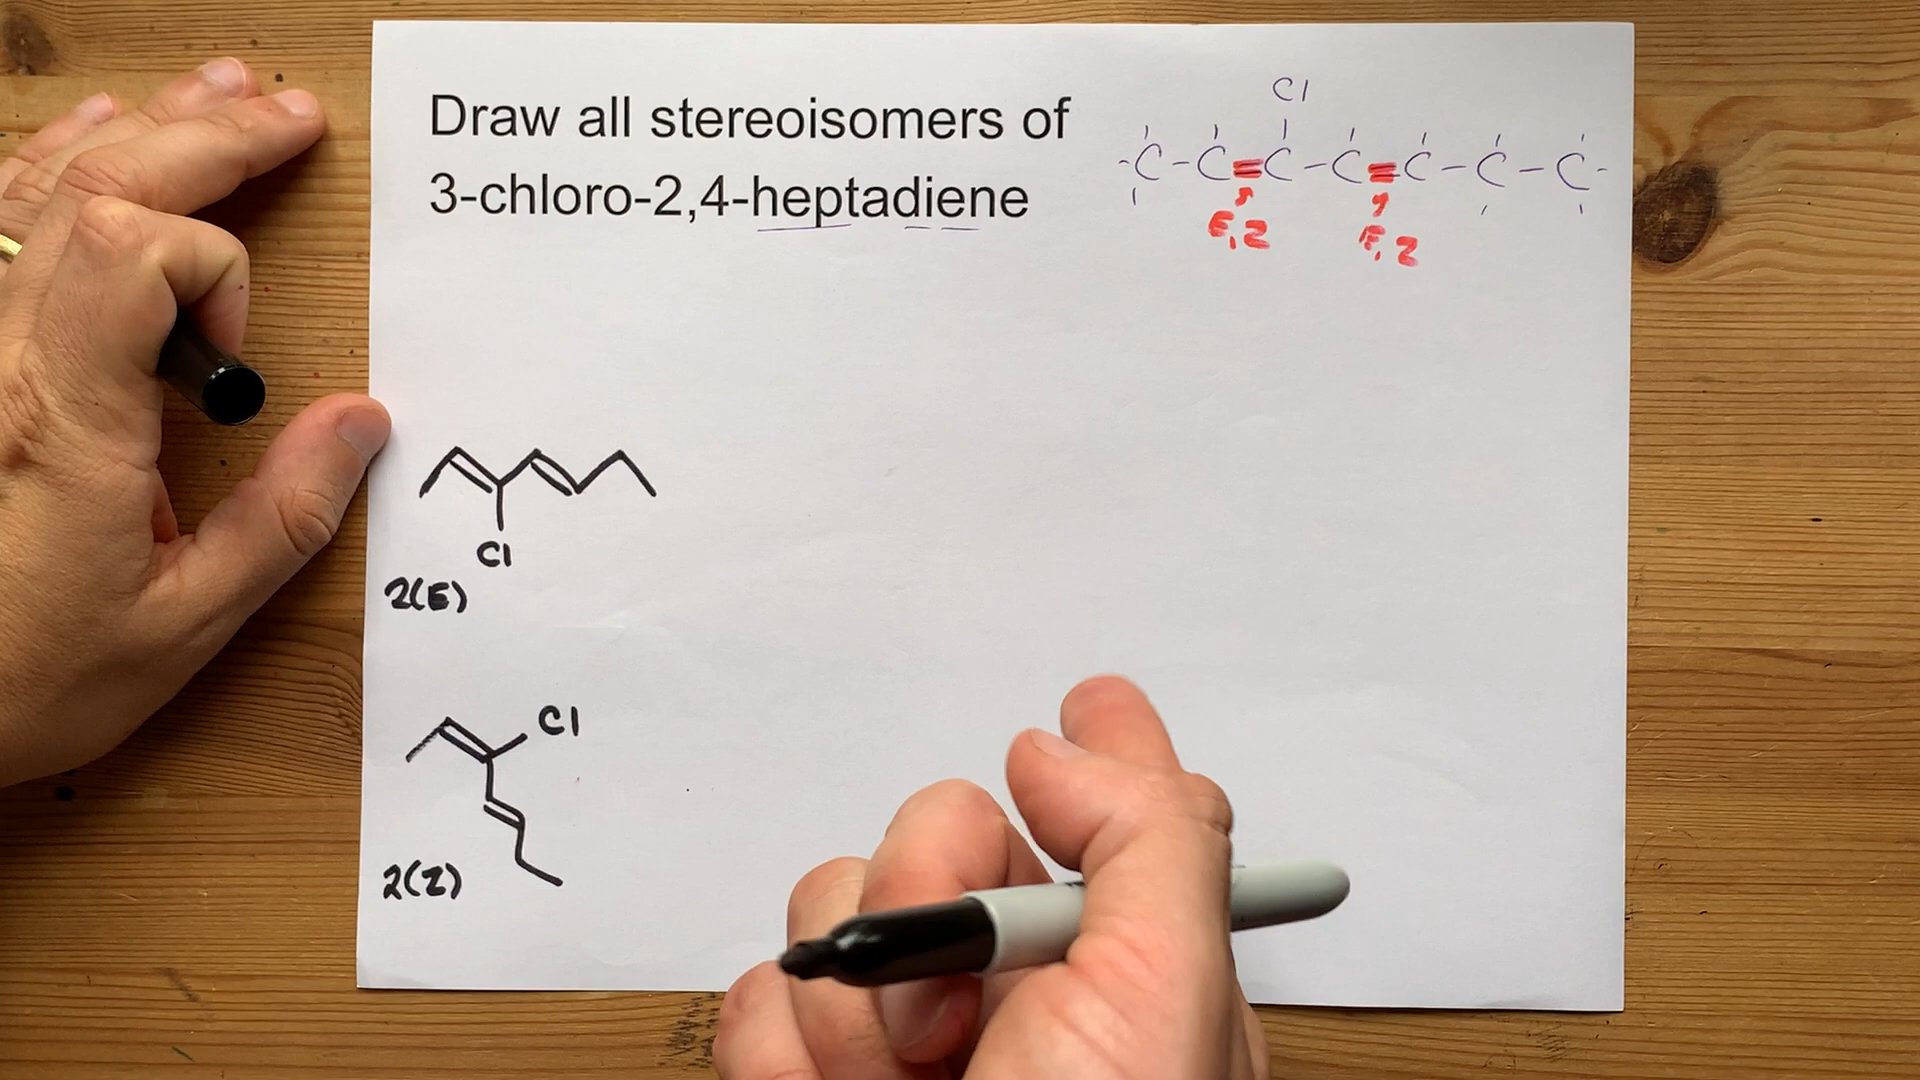 Draw all stereoisomers of
3-chloro-2,4-heptadiene
Cl
-C-C=C-C=C-C-C-
E,Z E,Z
Cl
2(E)
Cl
2(Z)